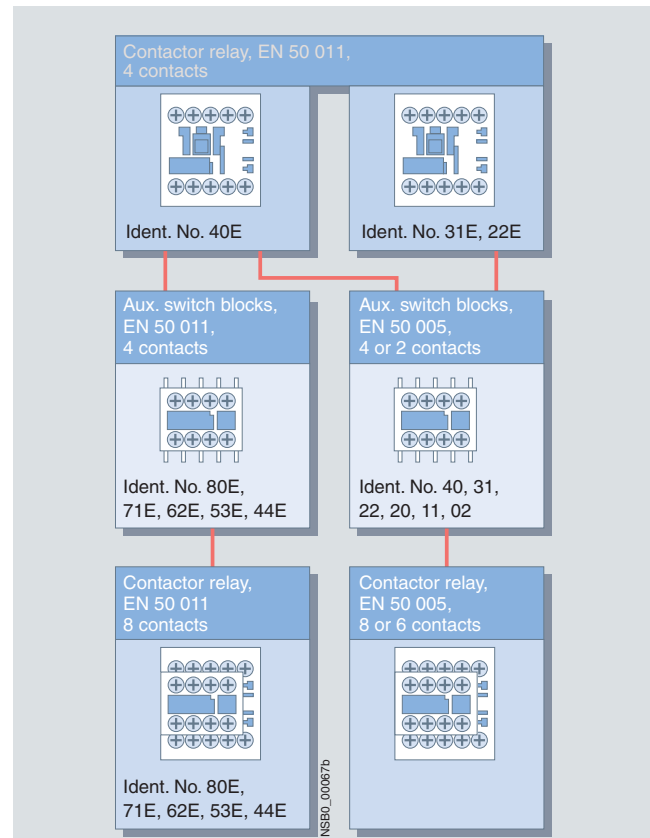 Contactor relay, EN 50 011,
4 contacts
Ident. No. 40E
Ident. No. 31E, 22E
Aux. switch blocks,
EN 50 011,
4 contacts
Ident. No. 80E,
71E, 62E, 53E, 44E
Aux. switch blocks,
EN 50 005,
4 or 2 contacts
Ident. No. 40, 31,
22, 20, 11, 02
Contactor relay,
EN 50 011
8 contacts
Ident. No. 80E,
71E, 62E, 53E, 44E
Contactor relay,
EN 50 005,
8 or 6 contacts
NSB0_00067b